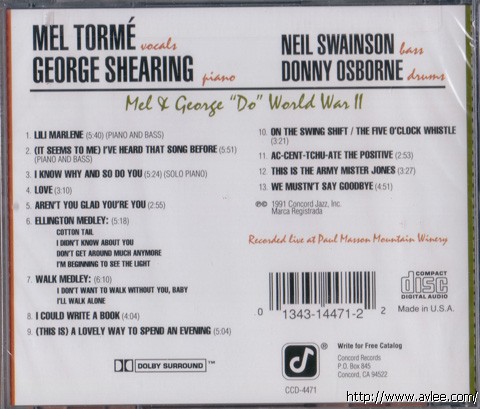 MEL TORMÉ vocals
GEORGE SHEARING piano
NEIL SWAINSON bass
DONNY OSBORNE drums
Mel & George "Do" World War II
1. LILI MARLENE (5:40) (PIANO AND BASS)
2. (IT SEEMS TO ME) I'VE HEARD THAT SONG BEFORE (5:51)
(PIANO AND BASS)
3. I KNOW WHY AND SO DO YOU (5:24) (SOLO PIANO)
4. LOVE (3:10)
5. AREN'T YOU GLAD YOU'RE YOU (2:55)
6. ELLINGTON MEDLEY: (5:18)
COTTON TAIL
I DIDN'T KNOW ABOUT YOU
DON'T GET AROUND MUCH ANYMORE
I'M BEGINNING TO SEE THE LIGHT
7. WALK MEDLEY: (6:10)
I DON'T WANT TO WALK WITHOUT YOU, BABY
I'LL WALK ALONE
8. I COULD WRITE A BOOK (4:04)
9. (THIS IS) A LOVELY WAY TO SPEND AN EVENING (5:04)
10. ON THE SWING SHIFT / THE FIVE O'CLOCK WHISTLE
(3:21)
11. AC-CENT-TCHU-ATE THE POSITIVE (2:53)
12. THIS IS THE ARMY MISTER JONES (3:21)
13. WE MUSTN'T SAY GOODBYE (4:51)
℗© 1991 Concord Jazz, Inc.
Marca Registrada
Recorded live at Paul Masson Mountain Winery
0 13431-4471-2 2
COMPACT
disc
DIGITAL AUDIO
Made in U.S.A.
DOLBY SURROUND™
CCD-4471
Write for Free Catalog
Concord Records
P.O. Box 845
Concord, CA 94522
http://www.avlee.com/